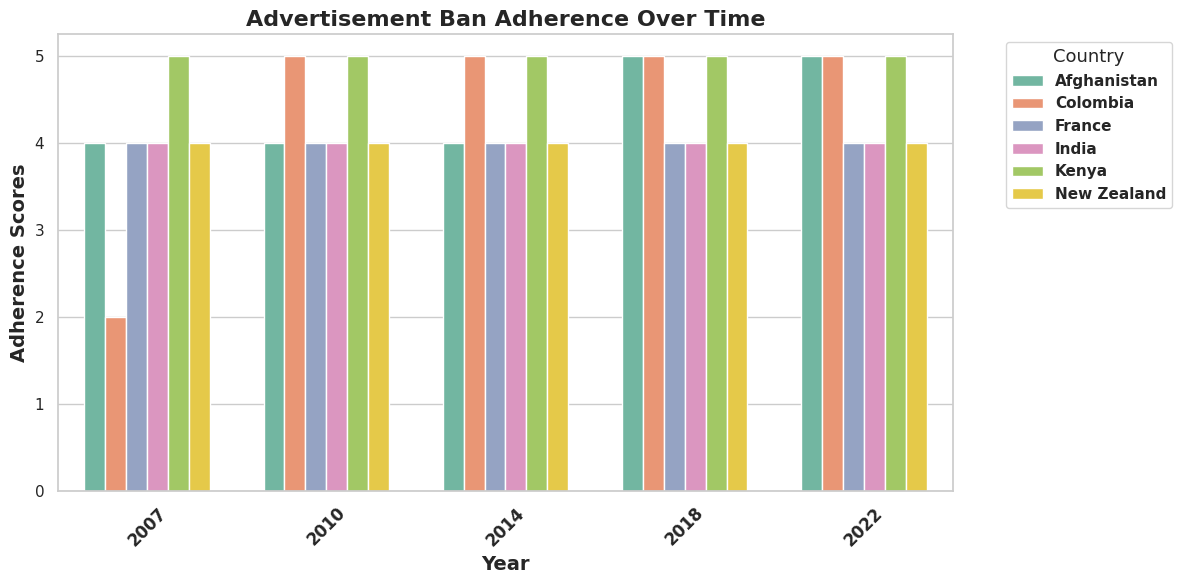 Advertisement Ban Adherence Over Time
Adherence Scores
5
4
3
2
1
0
2007
2010
2014
2018
2022
Year
Country
Afghanistan
Colombia
France
India
Kenya
New Zealand